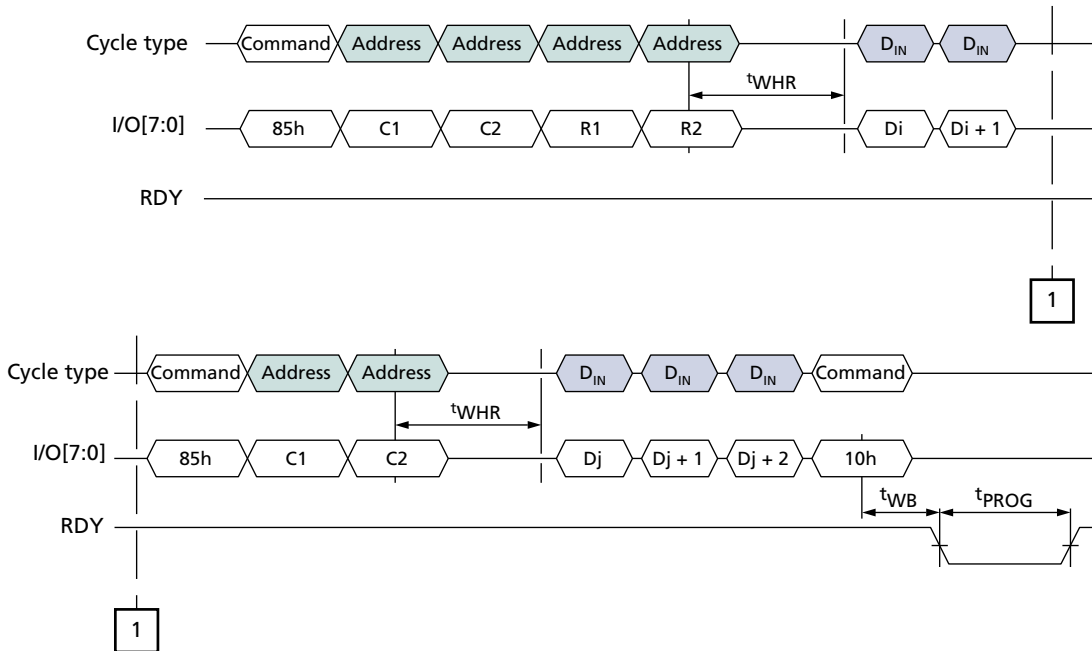 Cycle type Command Address Address Address Address D_IN D_IN
tWHR
I/O[7:0] 85h C1 C2 R1 R2 Di Di + 1
RDY
1
Cycle type Command Address Address D_IN D_IN D_IN Command
tWHR
I/O[7:0] 85h C1 C2 Dj Dj + 1 Dj + 2 10h
tWB tPROG
RDY
1